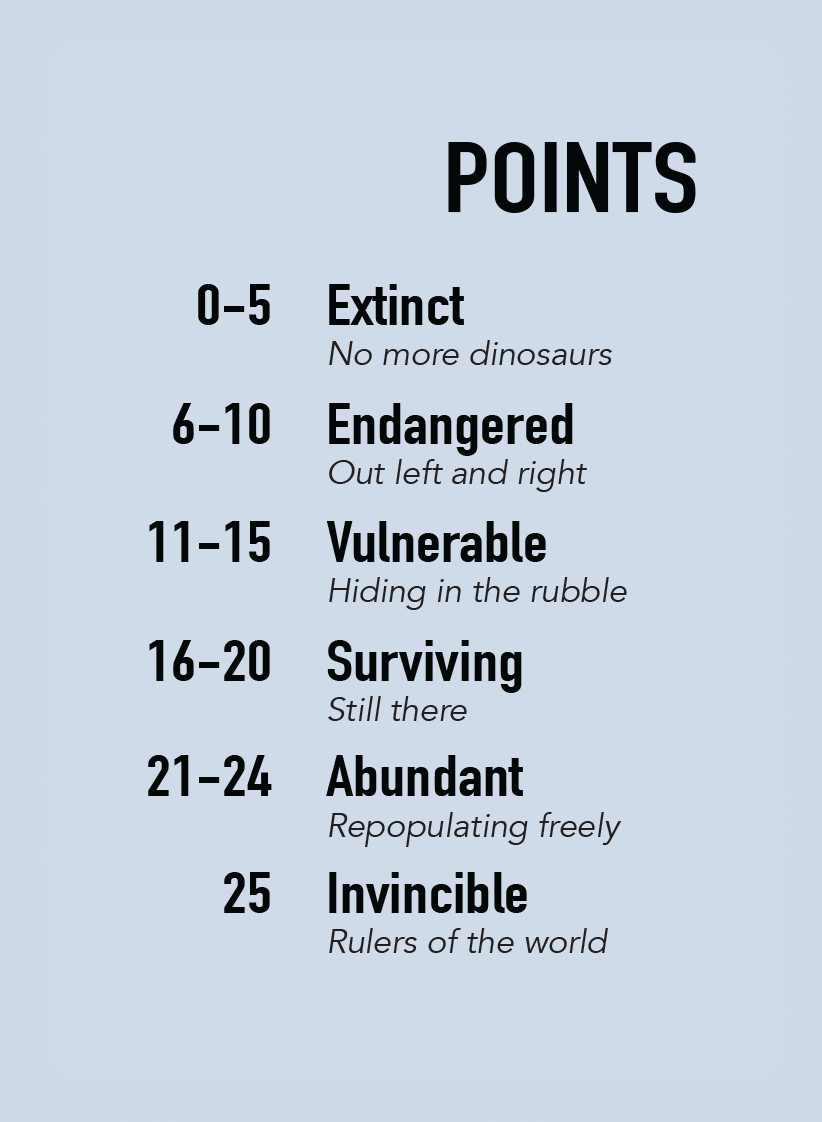 POINTS
0–5 Extinct
No more dinosaurs
6–10 Endangered
Out left and right
11–15 Vulnerable
Hiding in the rubble
16–20 Surviving
Still there
21–24 Abundant
Repopulating freely
25 Invincible
Rulers of the world